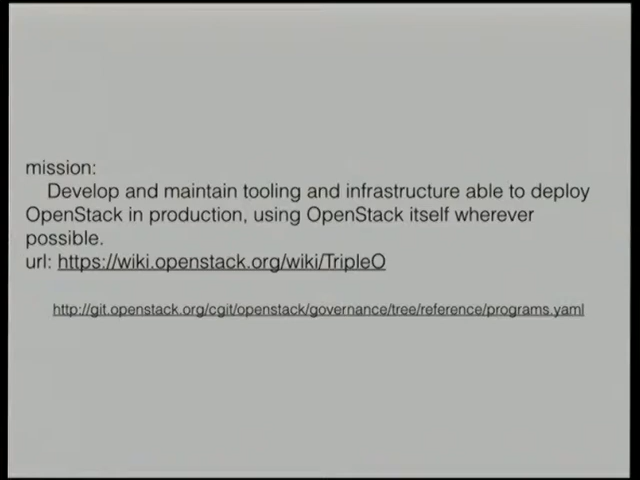 mission:
Develop and maintain tooling and infrastructure able to deploy
OpenStack in production, using OpenStack itself wherever
possible.
url: https://wiki.openstack.org/wiki/TripleO
http://git.openstack.org/cgit/openstack/governance/tree/reference/programs.yaml